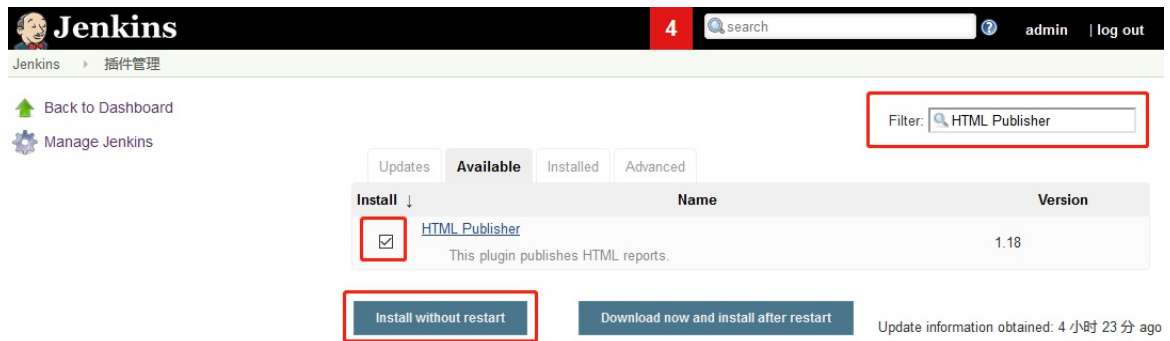 Jenkins 4 search admin | log out
Jenkins 插件管理
Back to Dashboard
Filter: HTML Publisher
Manage Jenkins
Updates Available Installed Advanced
Install ↓ Name Version
HTML Publisher
1.18
This plugin publishes HTML reports.
Install without restart Download now and install after restart Update information obtained: 4 小时 23 分 ago